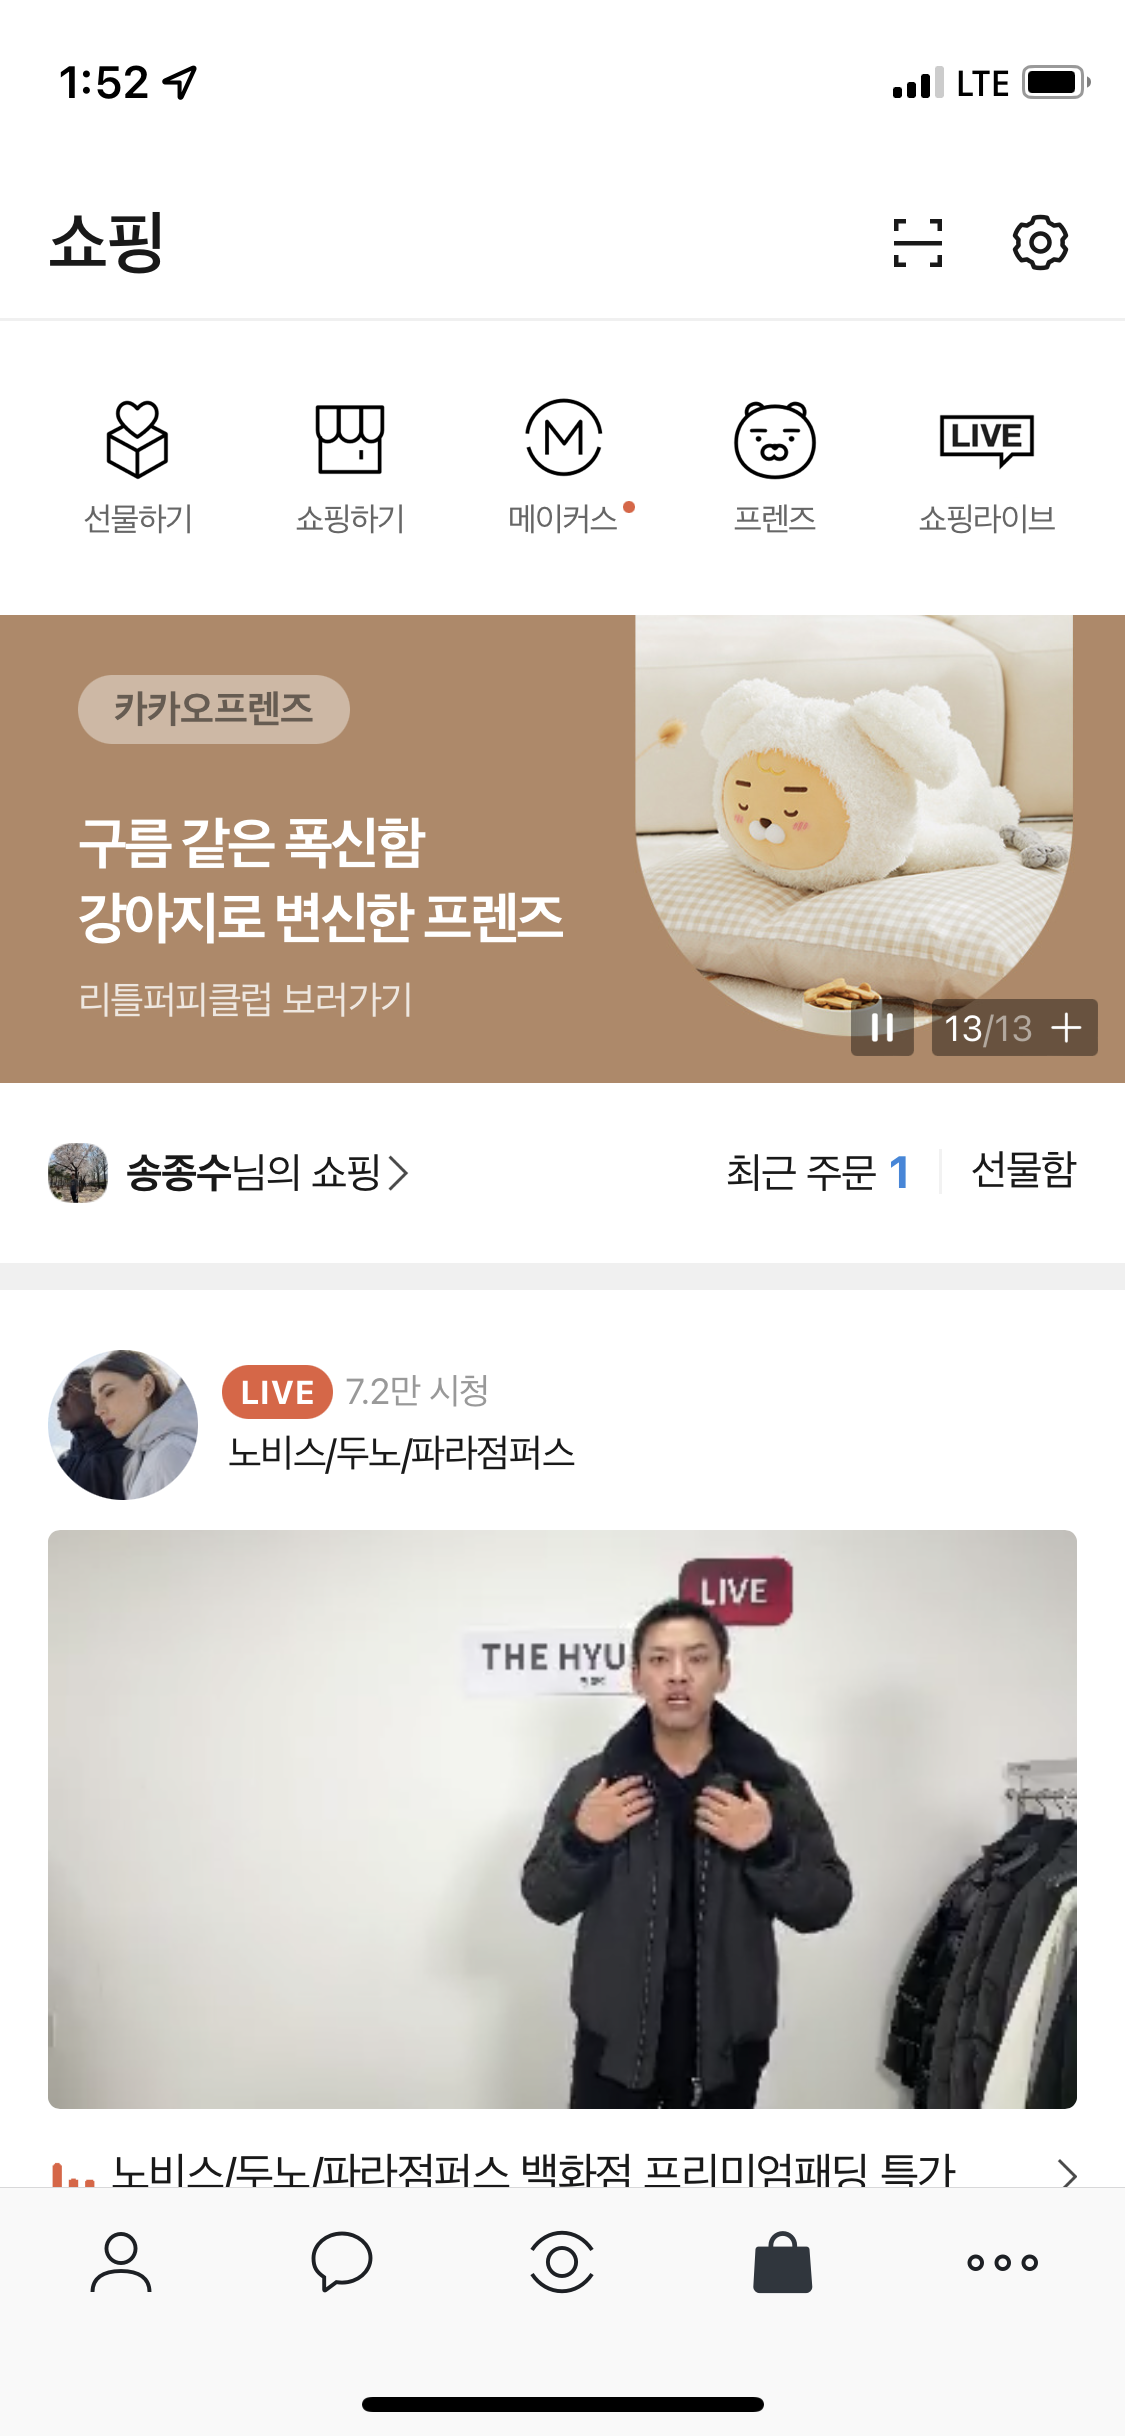 1:52
LTE
쇼핑
LIVE
선물하기
쇼핑하기
메이커스
프렌즈
쇼핑라이브
카카오프렌즈
구름 같은 폭신함
강아지로 변신한 프렌즈
리틀퍼피클럽 보러가기
13/13
송종수님의 쇼핑
최근 주문 1
선물함
LIVE 7.2만 시청
노비스/두노/파라점퍼스
LIVE
THE HYU
노비스/두노/파라점퍼스 백화점 프리미엄패딩 특가